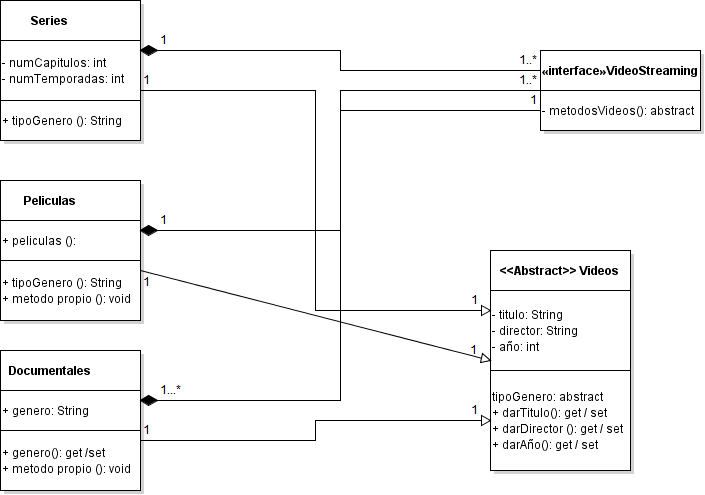 Series
- numCapitulos: int
- numTemporadas: int
+ tipoGenero (): String
1
1
1..*
1..*
1
«interface»VideoStreaming
- metodosVideos(): abstract
Peliculas
+ peliculas ():
+ tipoGenero (): String
+ metodo propio (): void
1
1
<<Abstract>> Videos
- titulo: String
- director: String
- año: int
tipoGenero: abstract
+ darTitulo(): get / set
+ darDirector (): get / set
+ darAño(): get / set
1
1
1
Documentales
+ genero: String
+ genero(): get /set
+ metodo propio (): void
1...*
1